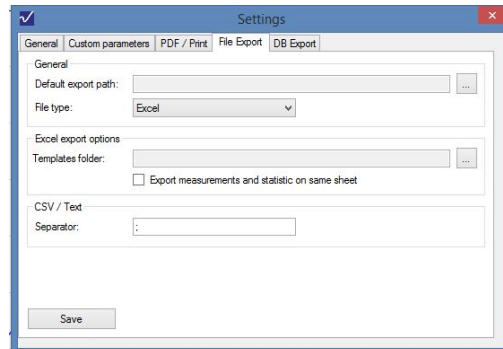 Settings
General Custom parameters PDF / Print File Export DB Export
General
Default export path: ...
File type: Excel
Excel export options
Templates folder: ...
Export measurements and statistic on same sheet
CSV / Text
Separator: ;
Save